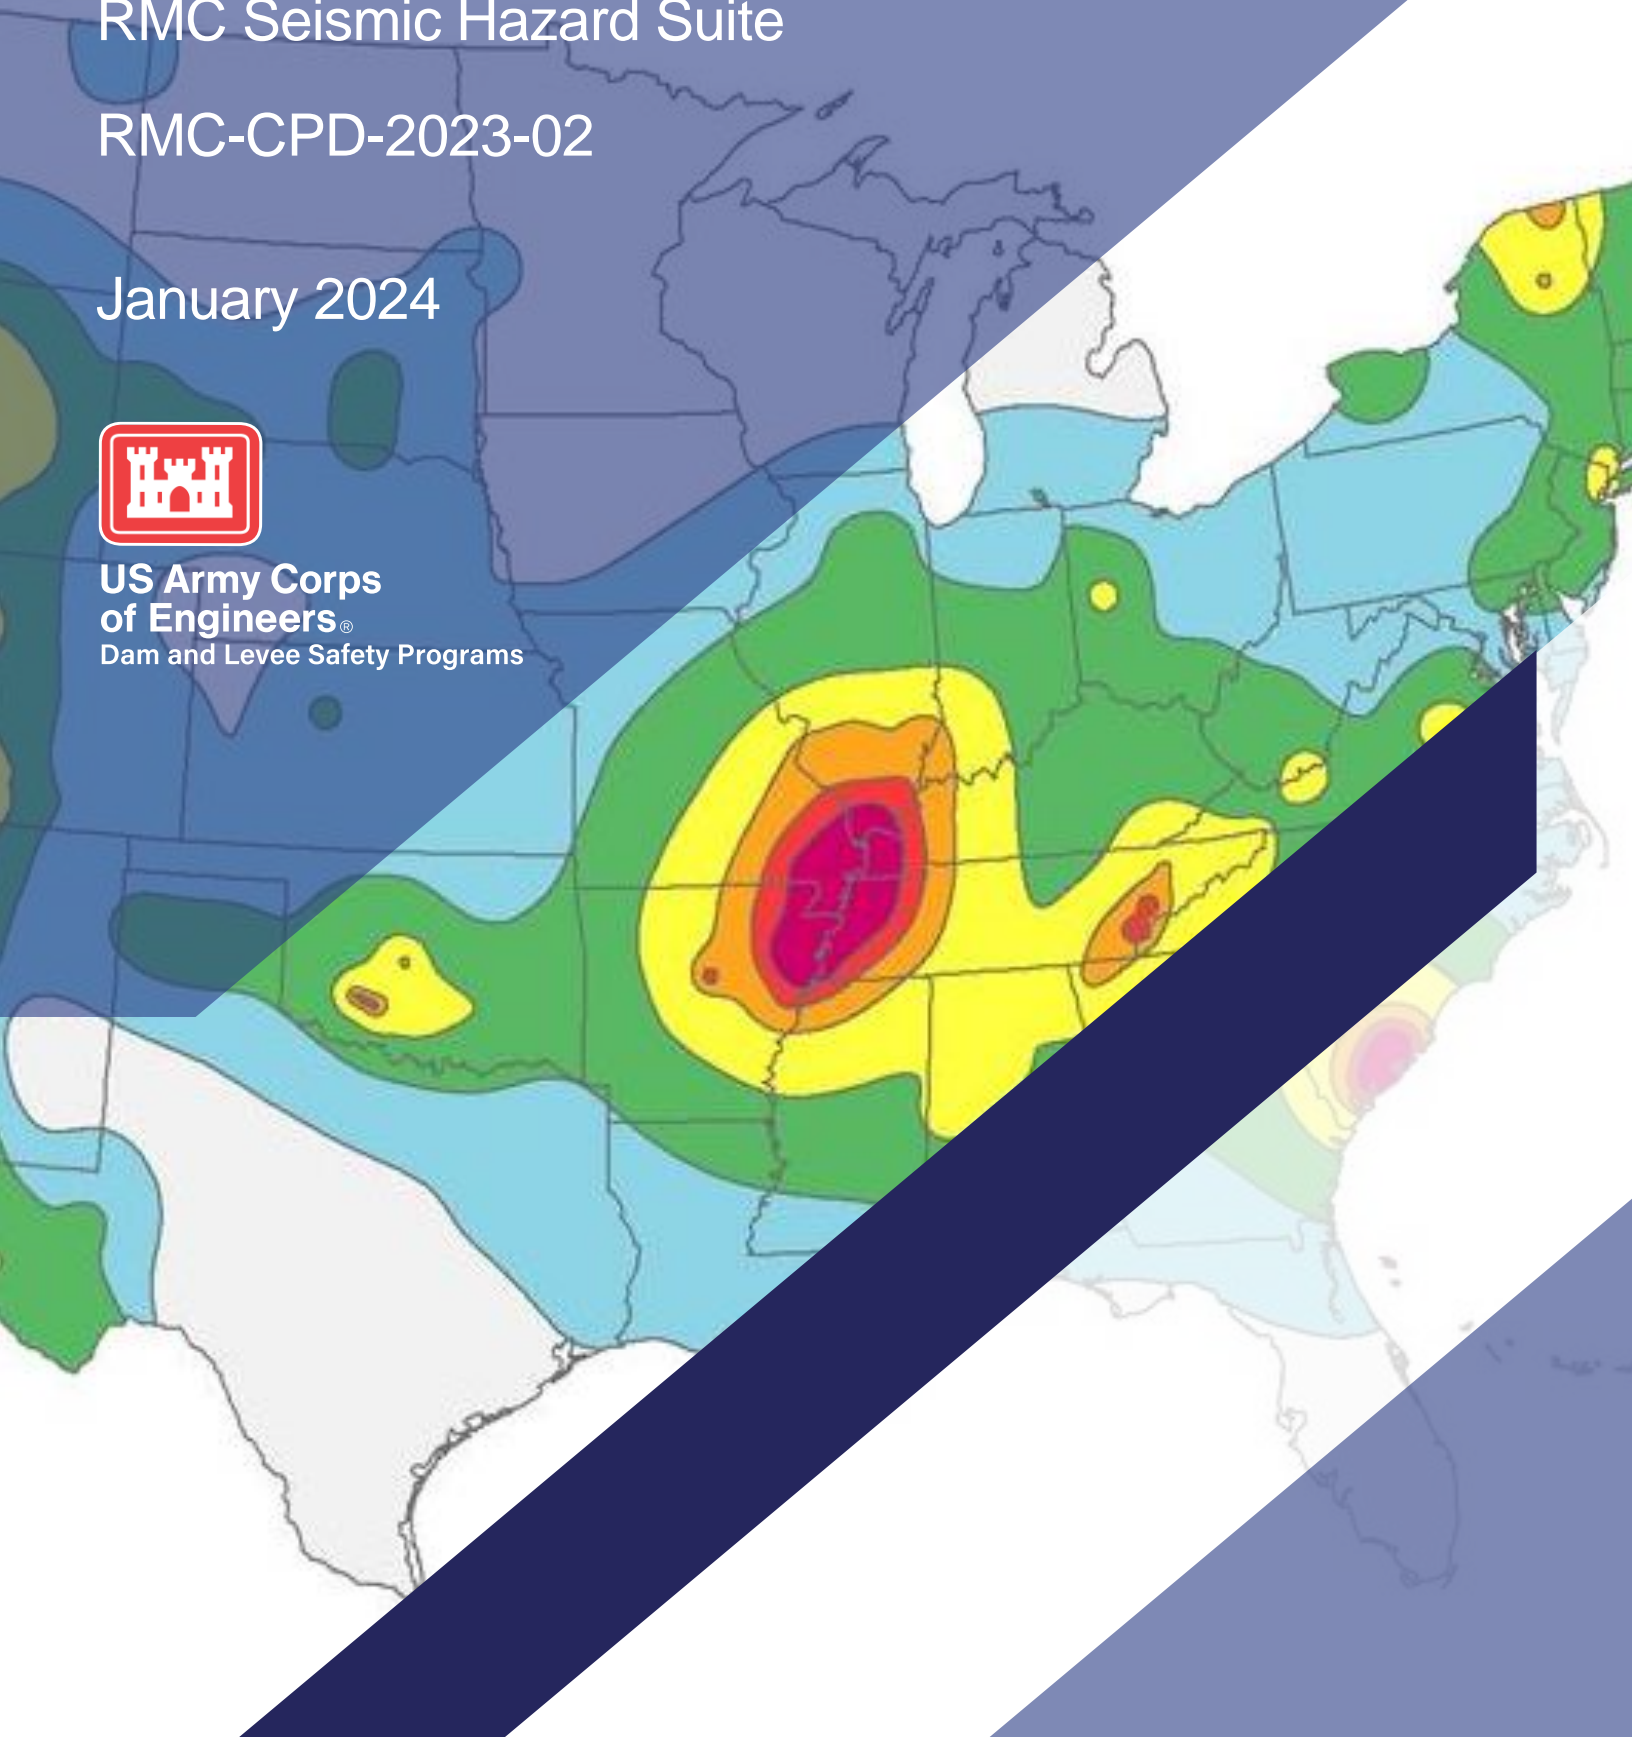 RMC Seismic Hazard Suite
RMC-CPD-2023-02
January 2024
US Army Corps
of Engineers®
Dam and Levee Safety Programs